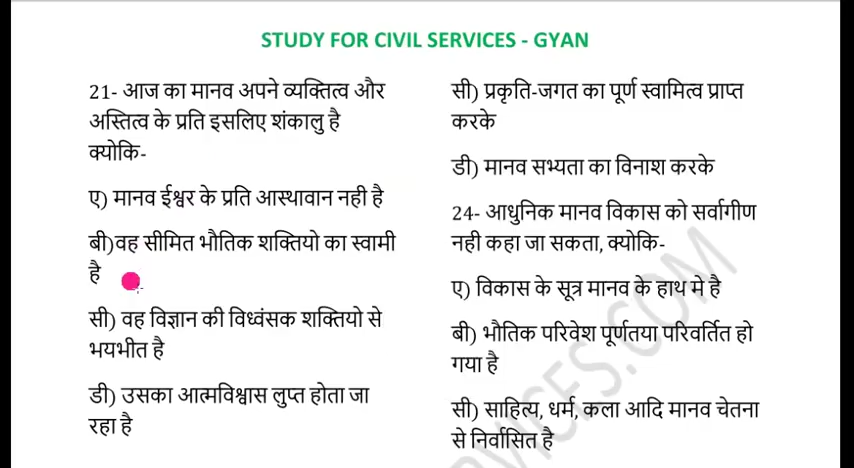 STUDY FOR CIVIL SERVICES - GYAN
21- आज का मानव अपने व्यक्तित्व और
अस्तित्व के प्रति इसलिए शंकालु है
क्योकि-
ए) मानव ईश्वर के प्रति आस्थावान नही है
बी)वह सीमित भौतिक शक्तियो का स्वामी
है
सी) वह विज्ञान की विध्वंसक शक्तियो से
भयभीत है
डी) उसका आत्मविश्वास लुप्त होता जा
रहा है
सी) प्रकृति-जगत का पूर्ण स्वामित्व प्राप्त
करके
डी) मानव सभ्यता का विनाश करके
24- आधुनिक मानव विकास को सर्वागीण
नही कहा जा सकता, क्योकि-
ए) विकास के सूत्र मानव के हाथ मे है
बी) भौतिक परिवेश पूर्णतया परिवर्तित हो
गया है
सी) साहित्य, धर्म, कला आदि मानव चेतना
से निर्वासित है